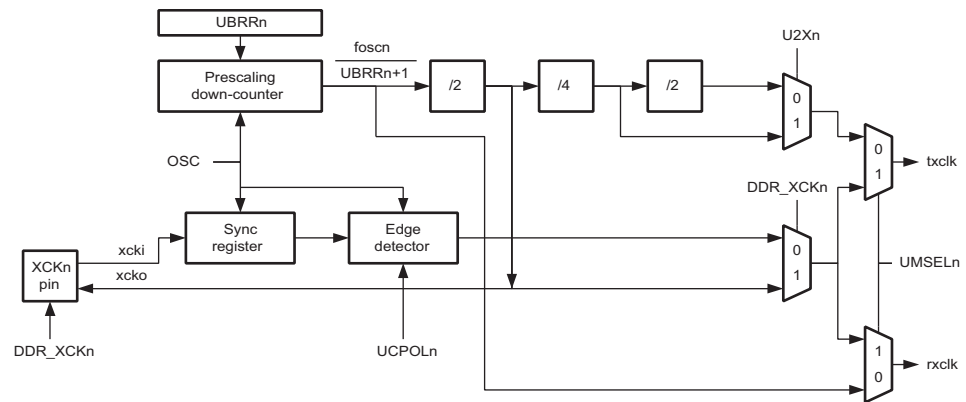 UBRRn
foscn
UBRRn+1
U2Xn
Prescaling
down-counter
/2
/4
/2
0
1
OSC
0
1
txclk
DDR_XCKn
Sync
register
Edge
detector
0
1
xcki
XCKn
pin
xcko
UMSELn
DDR_XCKn
UCPOLn
1
0
rxclk